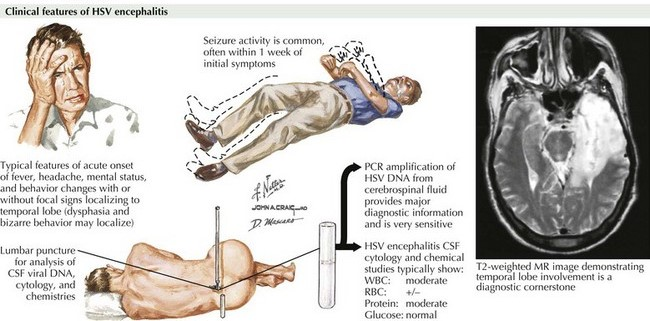 Clinical features of HSV encephalitis
Seizure activity is common,
often within 1 week of
initial symptoms
Typical features of acute onset
of fever, headache, mental status,
and behavior changes with or
without focal signs localizing to
temporal lobe (dysphasia and
bizarre behavior may localize)
JOHN A. CRAIG—AD
D. Mascaro
PCR amplification of
HSV DNA from
cerebrospinal fluid
provides major
diagnostic information
and is very sensitive
Lumbar puncture
for analysis of
CSF viral DNA,
cytology, and
chemistries
HSV encephalitis CSF
cytology and chemical
studies typically show:
WBC: moderate
RBC: +/–
Protein: moderate
Glucose: normal
T2-weighted MR image demonstrating
temporal lobe involvement is a
diagnostic cornerstone